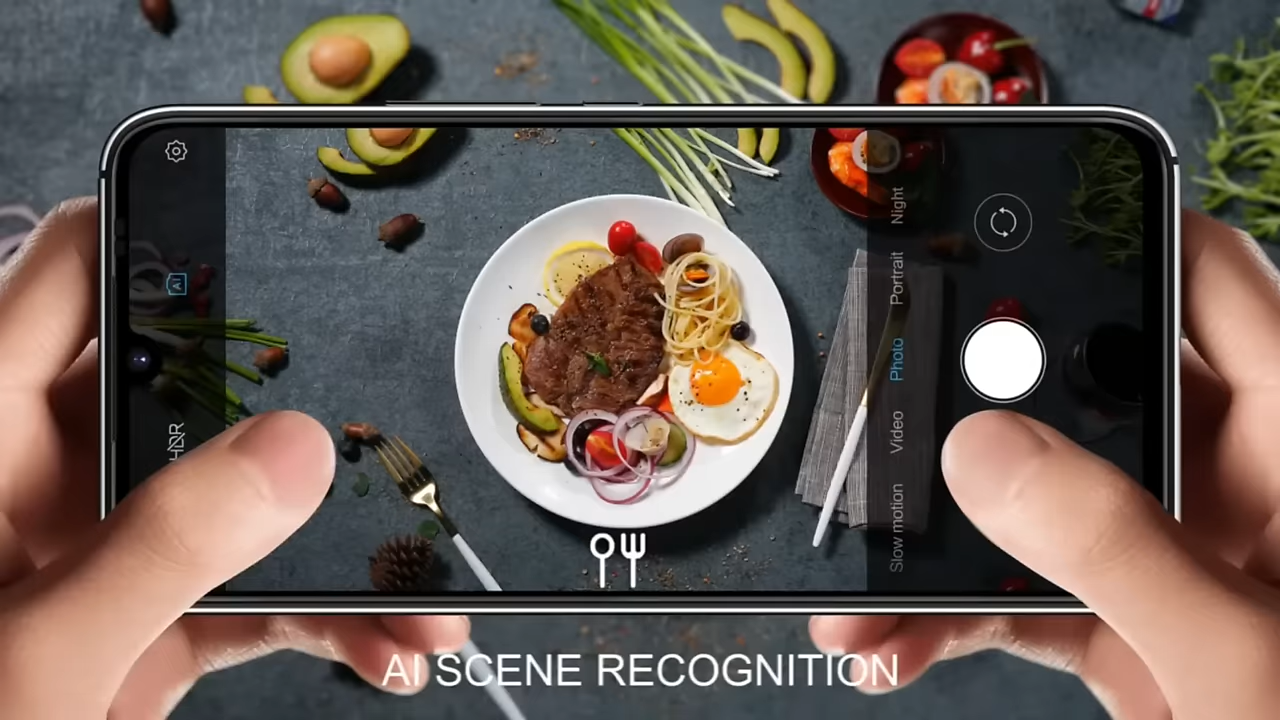 AI
HDR
Night
Portrait
Photo
Video
Slow motion
AI SCENE RECOGNITION